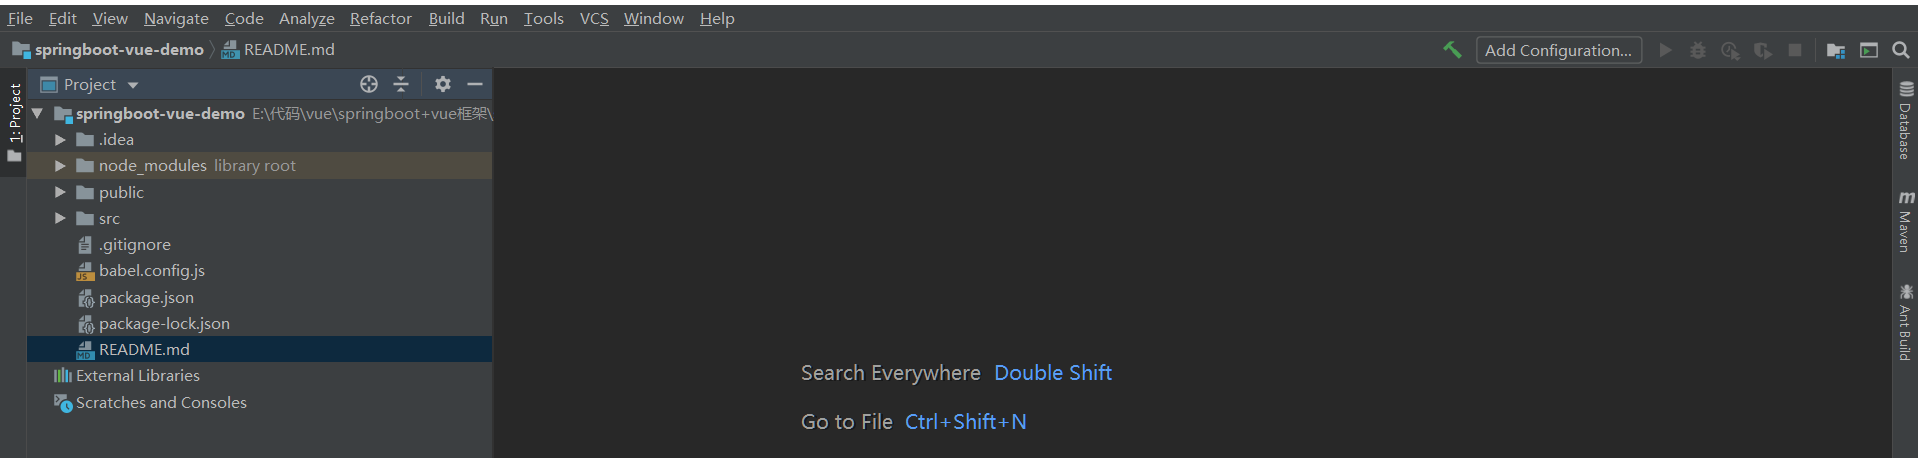 File Edit View Navigate Code Analyze Refactor Build Run Tools VCS Window Help
springboot-vue-demo README.md
Add Configuration...
Project
springboot-vue-demo E:\代码\vue\springboot+vue框架\
.idea
node_modules library root
public
src
.gitignore
babel.config.js
package.json
package-lock.json
README.md
External Libraries
Scratches and Consoles
1: Project
Search Everywhere Double Shift
Go to File Ctrl+Shift+N
Database
Maven
Ant Build